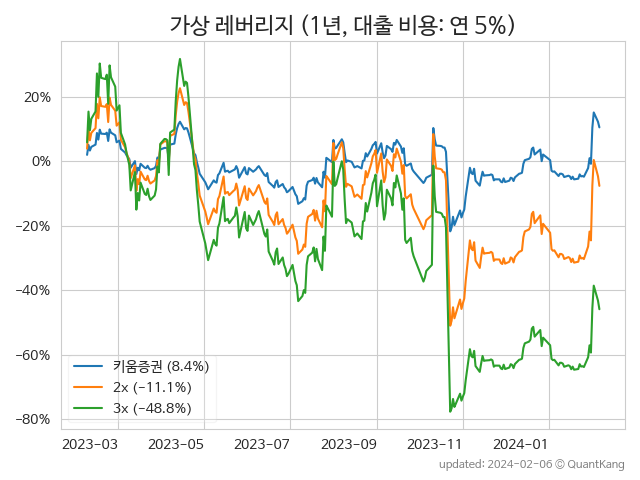 가상 레버리지 (1년, 대출 비용: 연 5%)
20%
0%
−20%
−40%
−60%
−80%
키움증권 (8.4%)
2x (−11.1%)
3x (−48.8%)
2023-03 2023-05 2023-07 2023-09 2023-11 2024-01
updated: 2024-02-06 © QuantKang